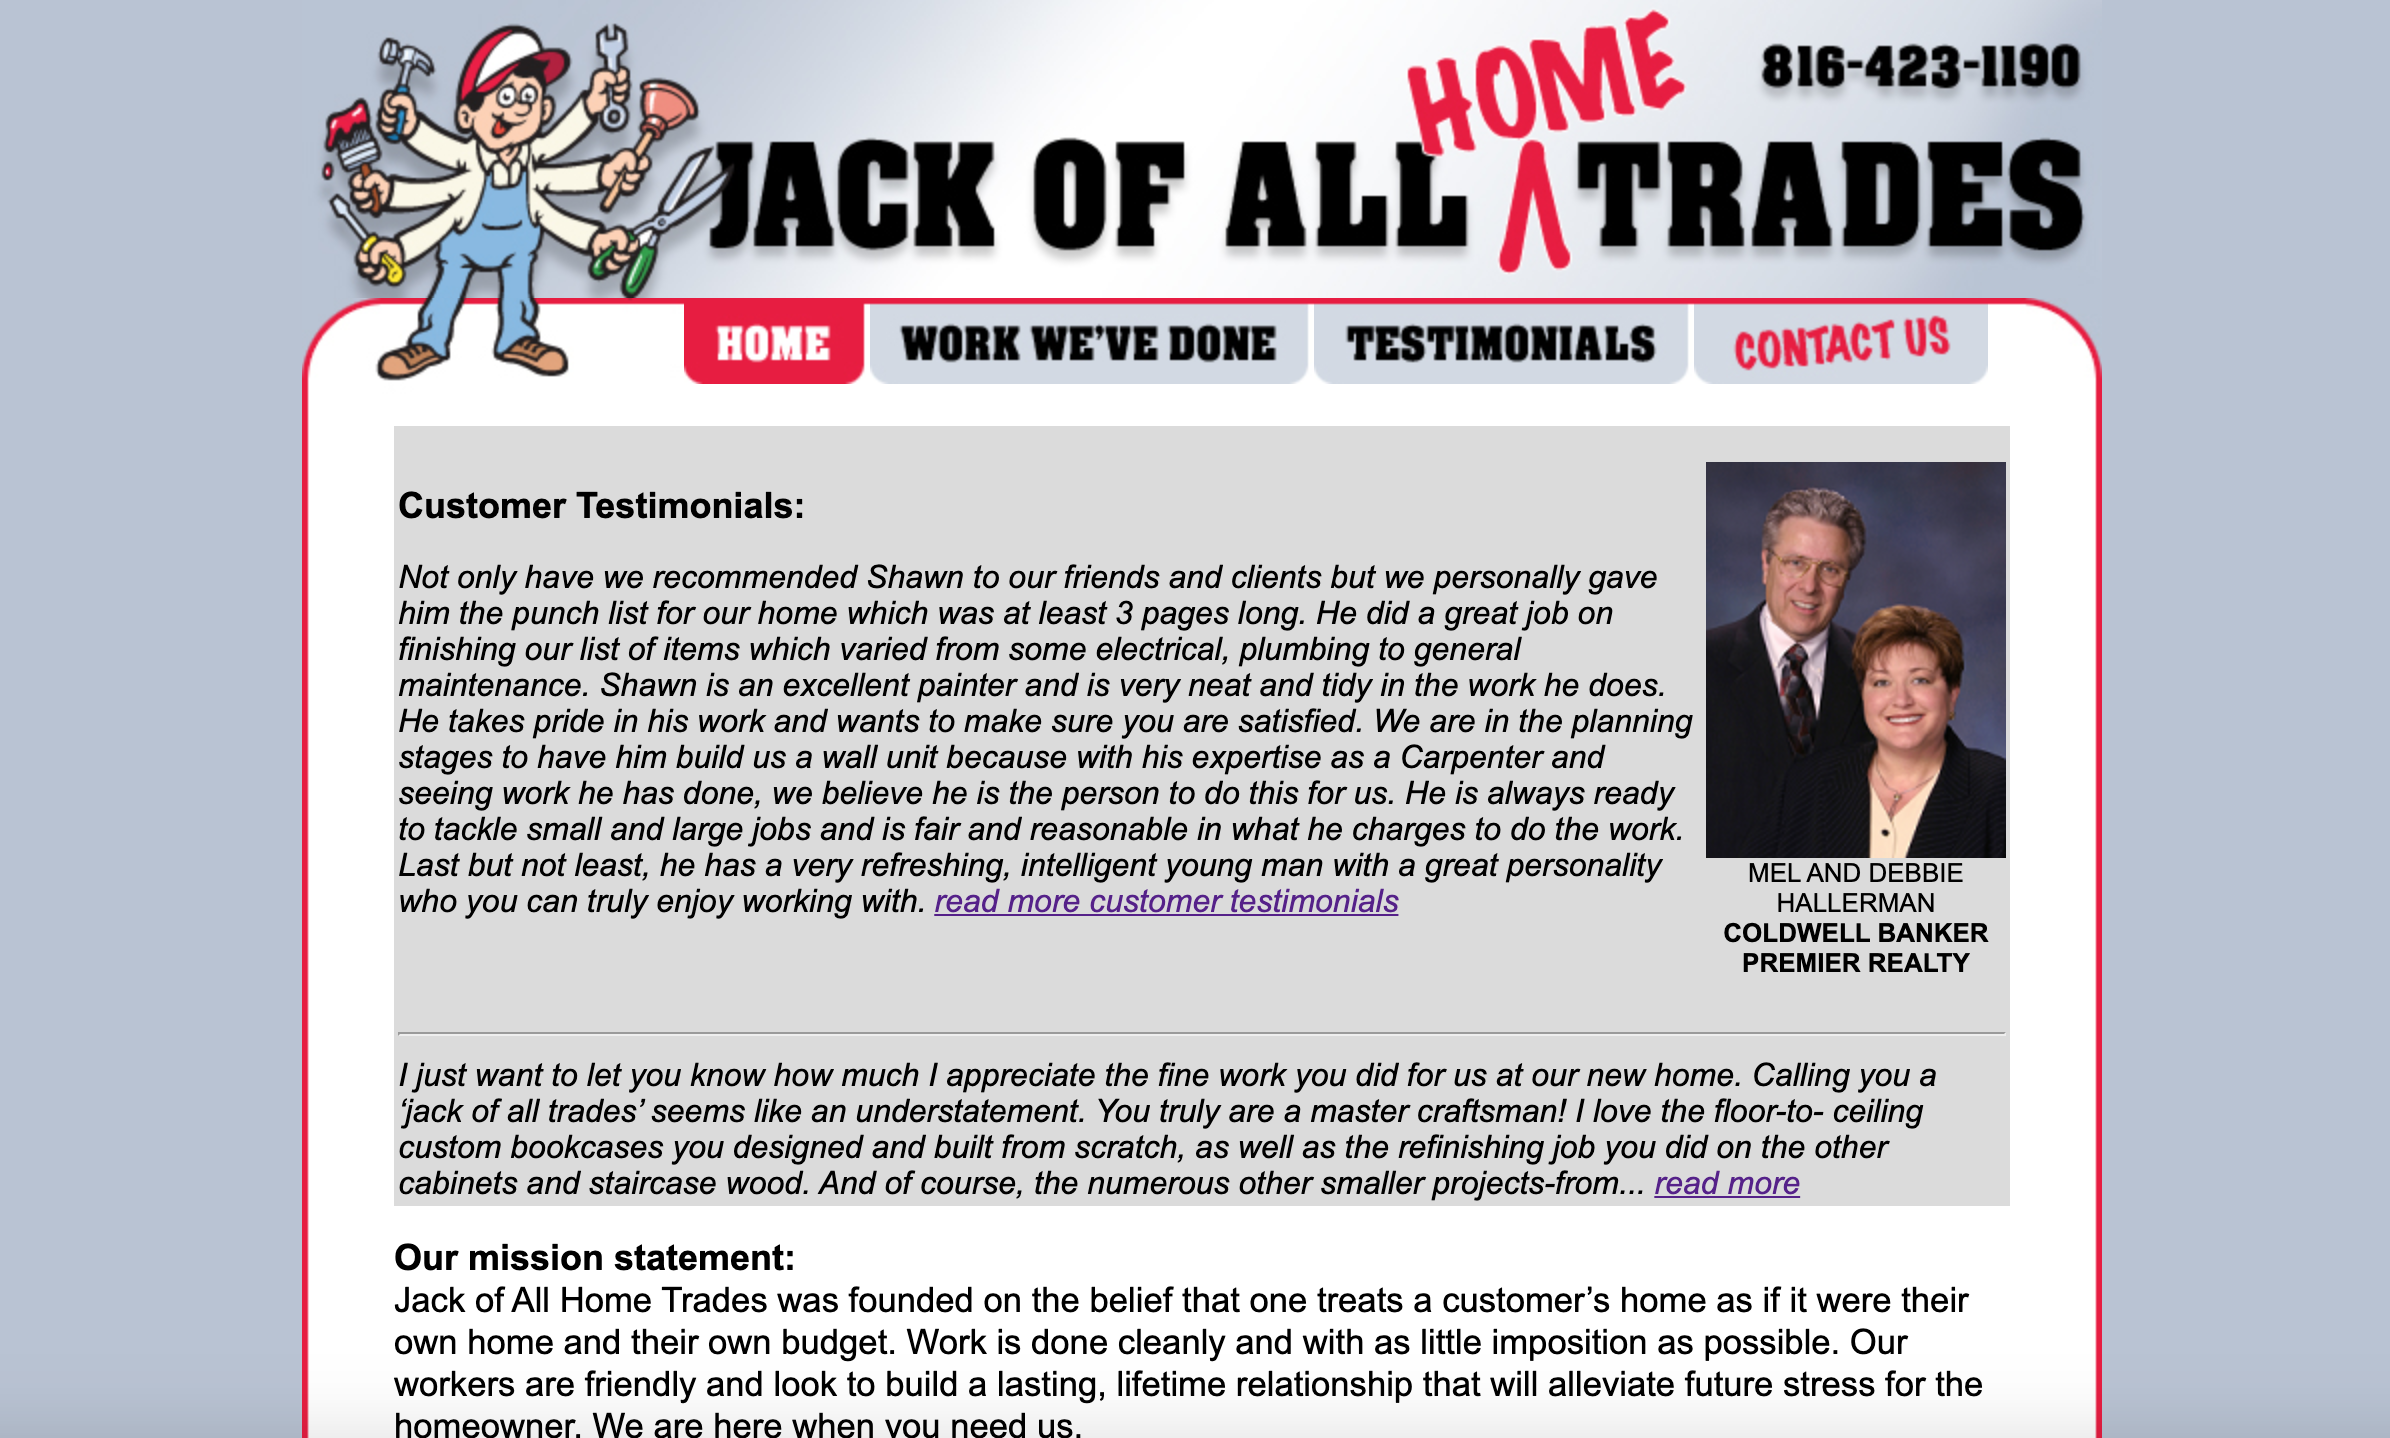 816-423-1190
JACK OF ALL HOME TRADES
HOME
WORK WE'VE DONE
TESTIMONIALS
CONTACT US
Customer Testimonials:
Not only have we recommended Shawn to our friends and clients but we personally gave
him the punch list for our home which was at least 3 pages long. He did a great job on
finishing our list of items which varied from some electrical, plumbing to general
maintenance. Shawn is an excellent painter and is very neat and tidy in the work he does.
He takes pride in his work and wants to make sure you are satisfied. We are in the planning
stages to have him build us a wall unit because with his expertise as a Carpenter and
seeing work he has done, we believe he is the person to do this for us. He is always ready
to tackle small and large jobs and is fair and reasonable in what he charges to do the work.
Last but not least, he has a very refreshing, intelligent young man with a great personality
who you can truly enjoy working with. read more customer testimonials
MEL AND DEBBIE
HALLERMAN
COLDWELL BANKER
PREMIER REALTY
I just want to let you know how much I appreciate the fine work you did for us at our new home. Calling you a
‘jack of all trades’ seems like an understatement. You truly are a master craftsman! I love the floor-to- ceiling
custom bookcases you designed and built from scratch, as well as the refinishing job you did on the other
cabinets and staircase wood. And of course, the numerous other smaller projects-from... read more
Our mission statement:
Jack of All Home Trades was founded on the belief that one treats a customer’s home as if it were their
own home and their own budget. Work is done cleanly and with as little imposition as possible. Our
workers are friendly and look to build a lasting, lifetime relationship that will alleviate future stress for the
homeowner. We are here when you need us.